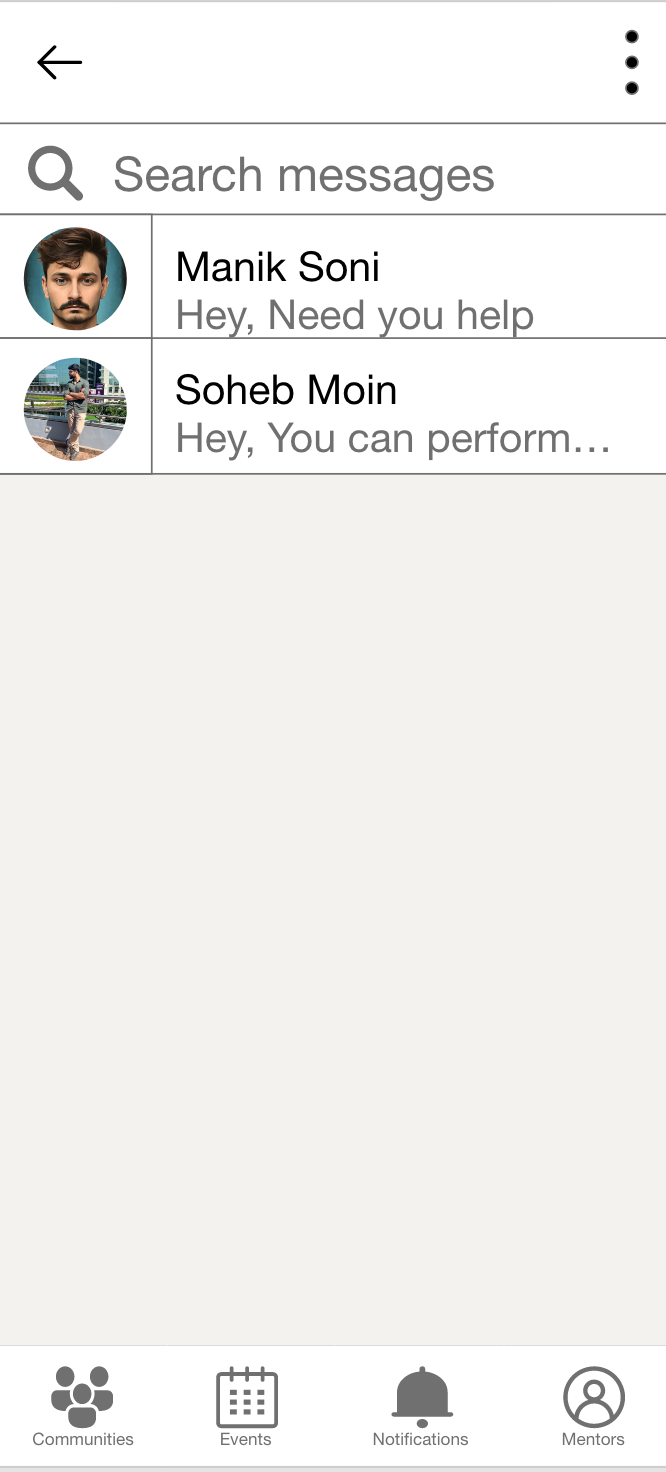 Search messages
Manik Soni
Hey, Need you help
Soheb Moin
Hey, You can perform...
Communities
Events
Notifications
Mentors